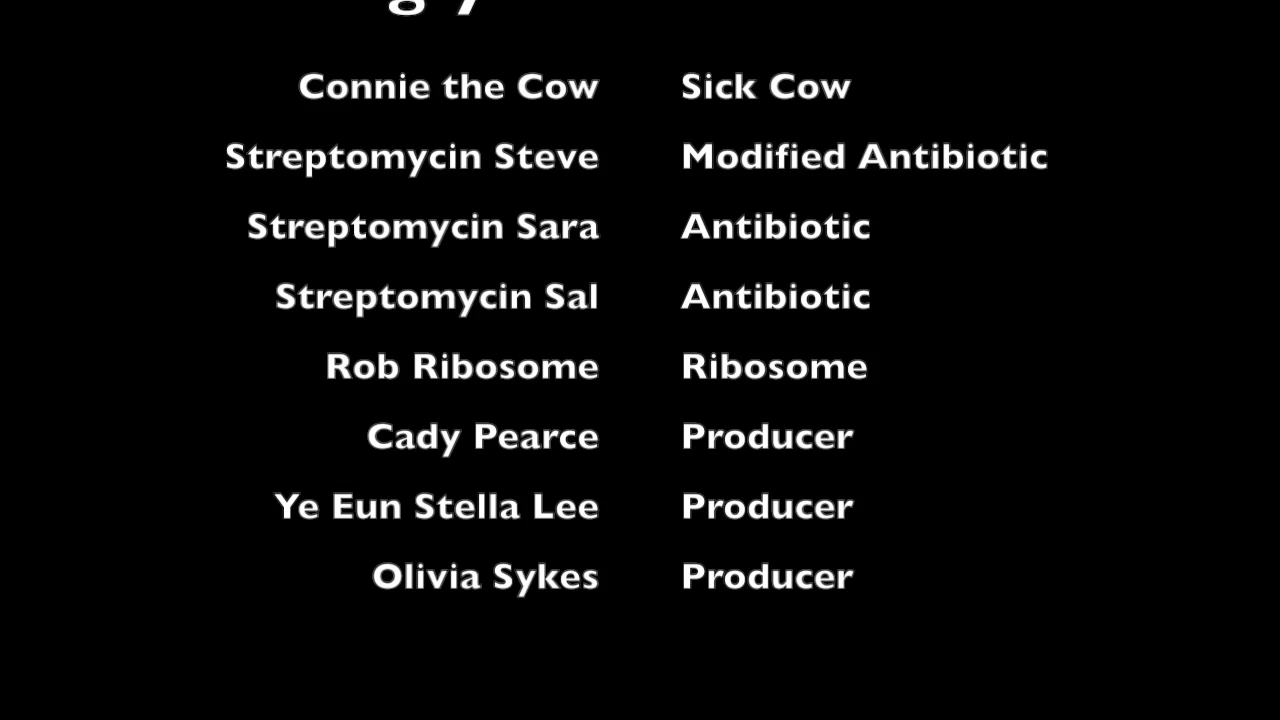 Connie the Cow Sick Cow
Streptomycin Steve Modified Antibiotic
Streptomycin Sara Antibiotic
Streptomycin Sal Antibiotic
Rob Ribosome Ribosome
Cady Pearce Producer
Ye Eun Stella Lee Producer
Olivia Sykes Producer